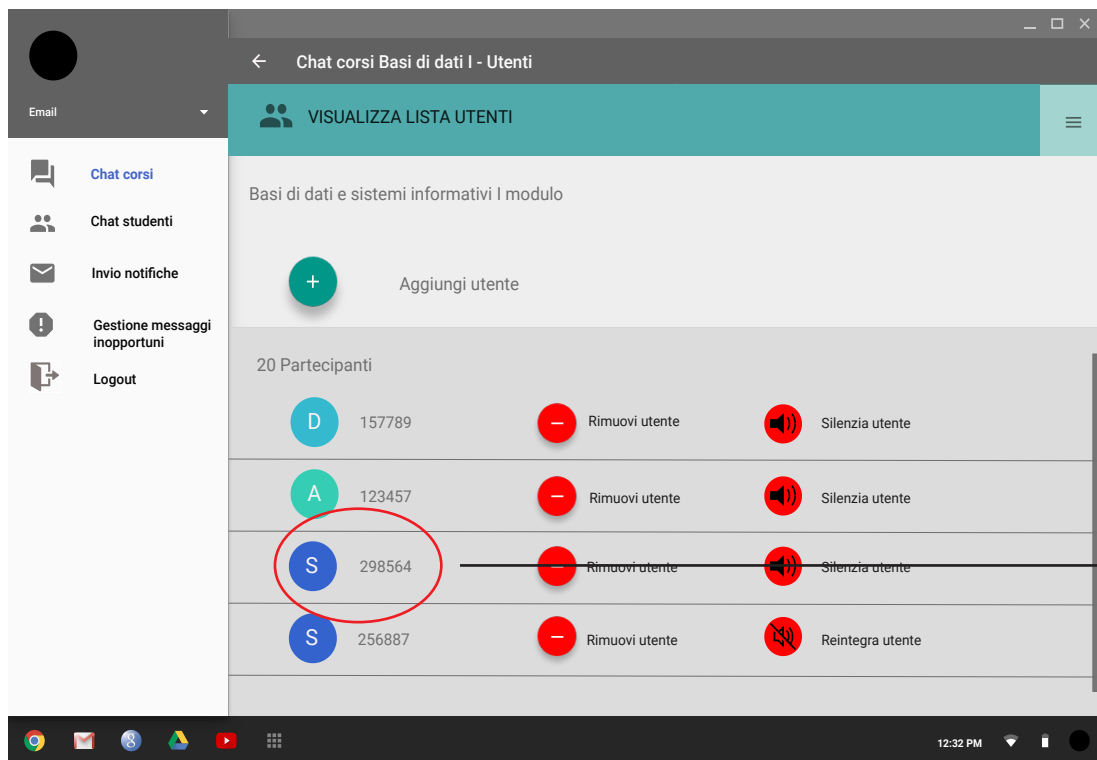 Chat corsi Basi di dati I - Utenti
Email
VISUALIZZA LISTA UTENTI
Chat corsi
Chat studenti
Invio notifiche
Gestione messaggi
inopportuni
Logout
Basi di dati e sistemi informativi I modulo
+ Aggiungi utente
20 Partecipanti
D 157789 Rimuovi utente Silenzia utente
A 123457 Rimuovi utente Silenzia utente
S 298564 Rimuovi utente Silenzia utente
S 256887 Rimuovi utente Reintegra utente
8
12:32 PM